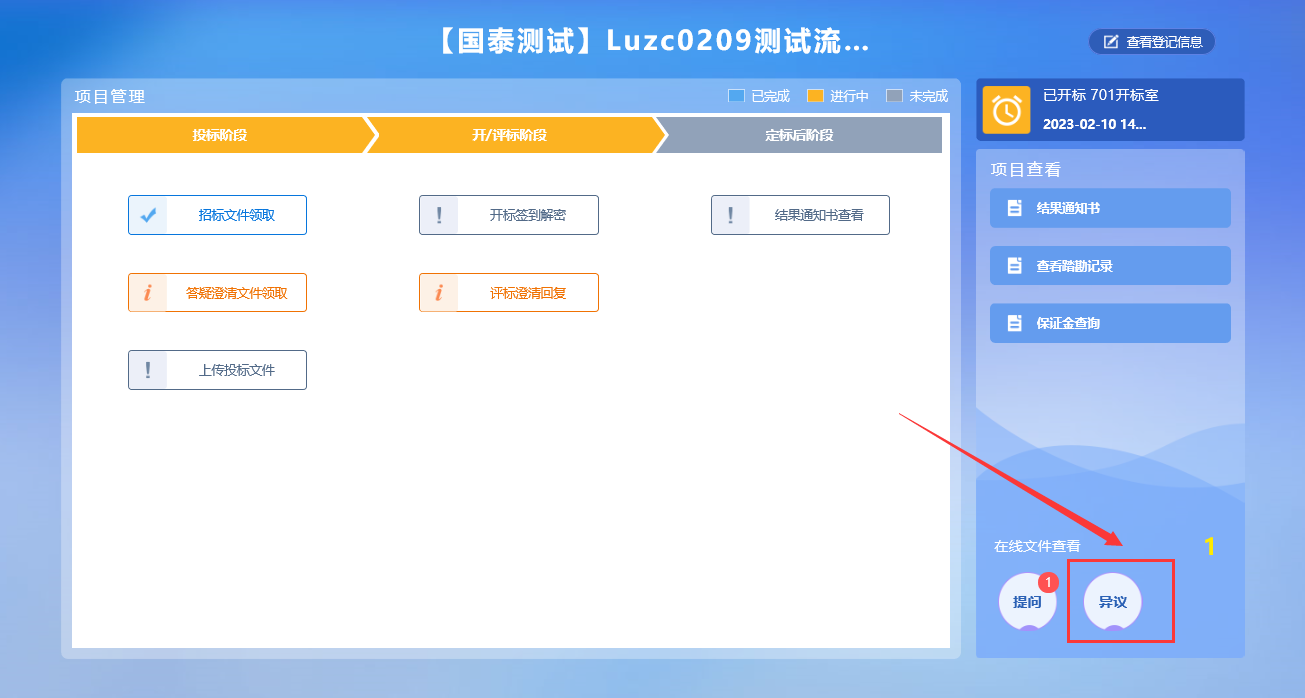 【国泰测试】Luzc0209测试流...
查看登记信息
项目管理
已完成 进行中 未完成
投标阶段 开/评标阶段 定标后阶段
招标文件领取 开标签到解密 结果通知书查看
答疑澄清文件领取 评标澄清回复
上传投标文件
已开标 701开标室
2023-02-10 14...
项目查看
结果通知书
查看踏勘记录
保证金查询
在线文件查看 1
提问 1 异议